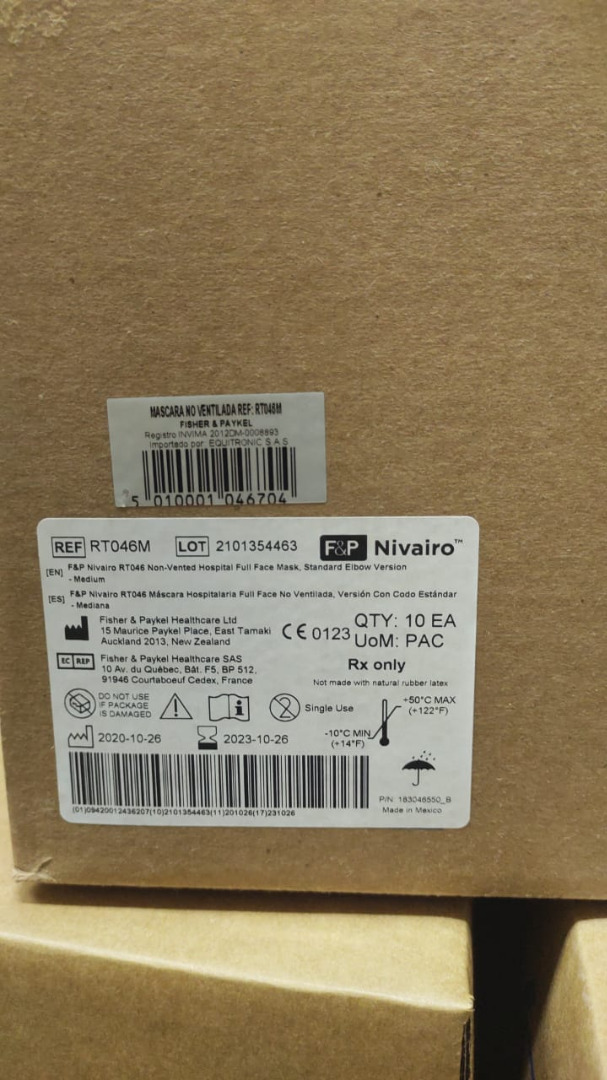 MASCARA NO VENTILADA REF: RT046M
FISHER & PAYKEL
Registro INVIMA 2012DM-0008893
Importado por: EQUITRONIC S.A.S
5 010001 046704
REF RT046M LOT 2101354463 F&P Nivairo™
[EN] F&P Nivairo RT046 Non-Vented Hospital Full Face Mask, Standard Elbow Version
- Medium
[ES] F&P Nivairo RT046 Máscara Hospitalaria Full Face No Ventilada, Versión Con Codo Estándar
- Mediana
Fisher & Paykel Healthcare Ltd
15 Maurice Paykel Place, East Tamaki
Auckland 2013, New Zealand
CE 0123
QTY: 10 EA
UoM: PAC
EC REP Fisher & Paykel Healthcare SAS
10 Av. du Québec, Bât. F5, BP 512,
91946 Courtaboeuf Cedex, France
Rx only
Not made with natural rubber latex
DO NOT USE
IF PACKAGE
IS DAMAGED
2 Single Use
+50°C MAX
(+122°F)
-10°C MIN
(+14°F)
2020-10-26 2023-10-26
(01)09420012436207(10)2101354463(11)201026(17)231026
P/N: 183046550_B
Made in Mexico